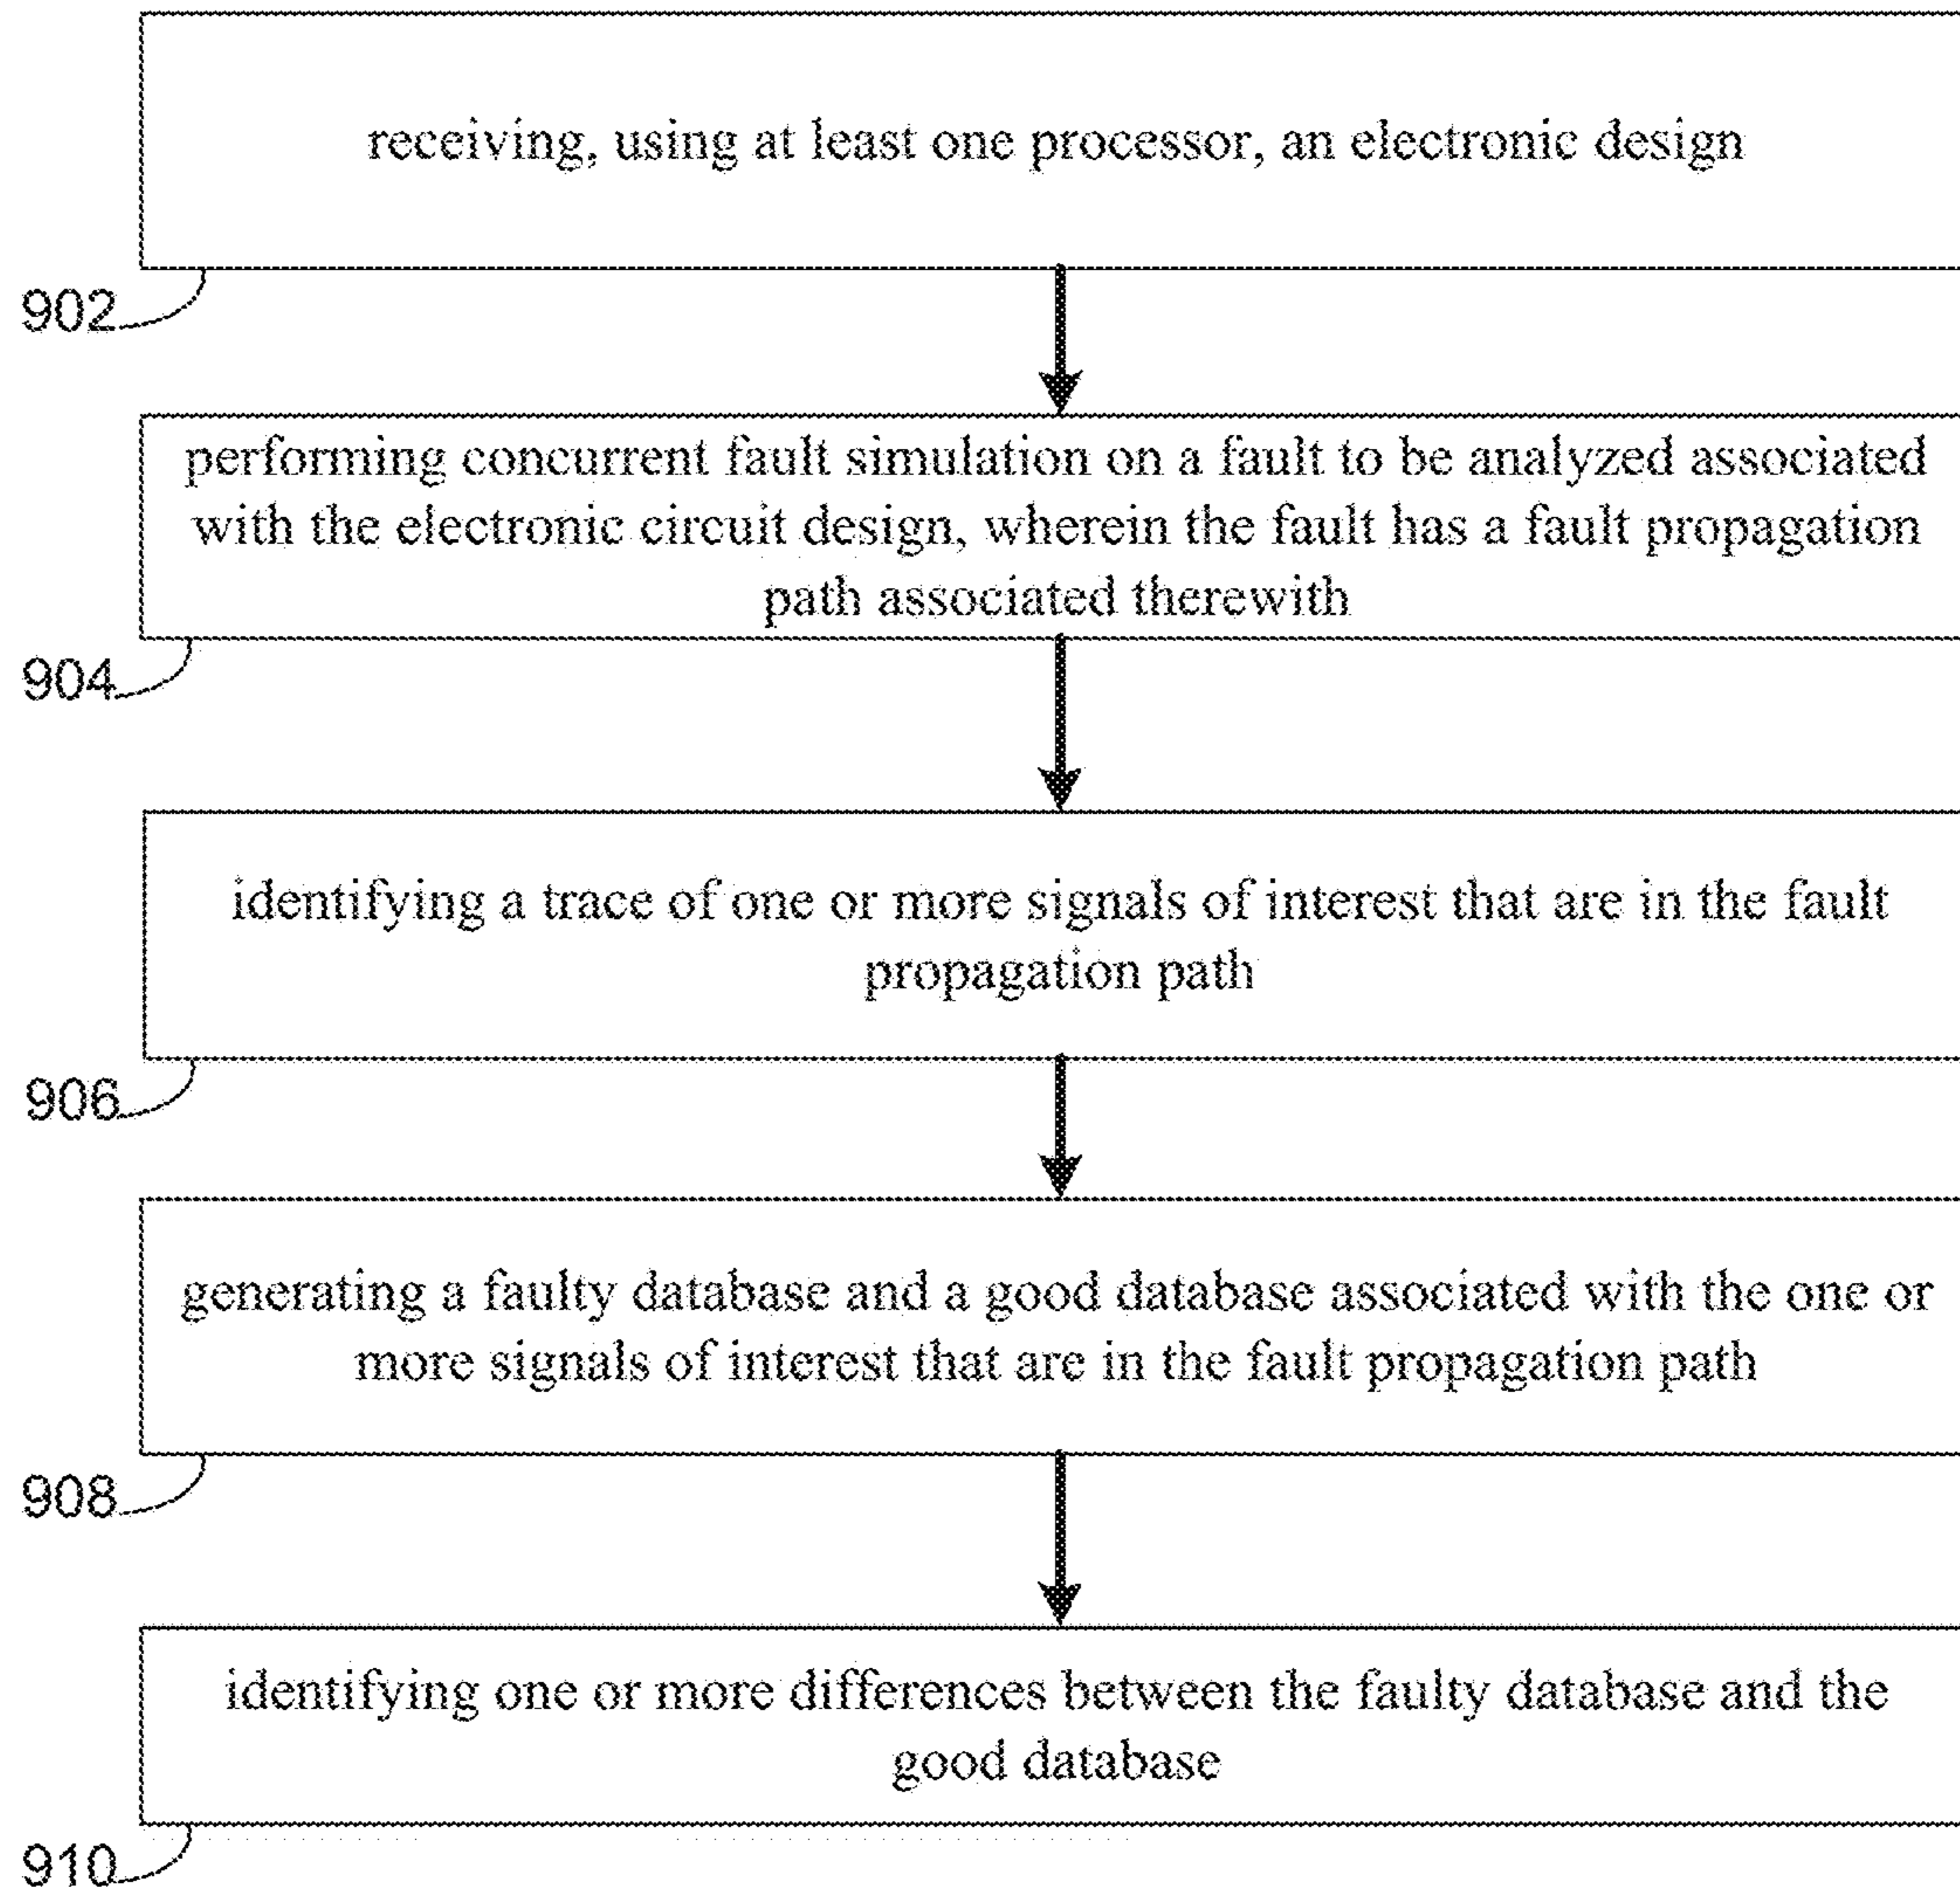 receiving, using at least one processor, an electronic design
902
performing concurrent fault simulation on a fault to be analyzed associated
with the electronic circuit design, wherein the fault has a fault propagation
path associated therewith
904
identifying a trace of one or more signals of interest that are in the fault
propagation path
906
generating a faulty database and a good database associated with the one or
more signals of interest that are in the fault propagation path
908
identifying one or more differences between the faulty database and the
good database
910